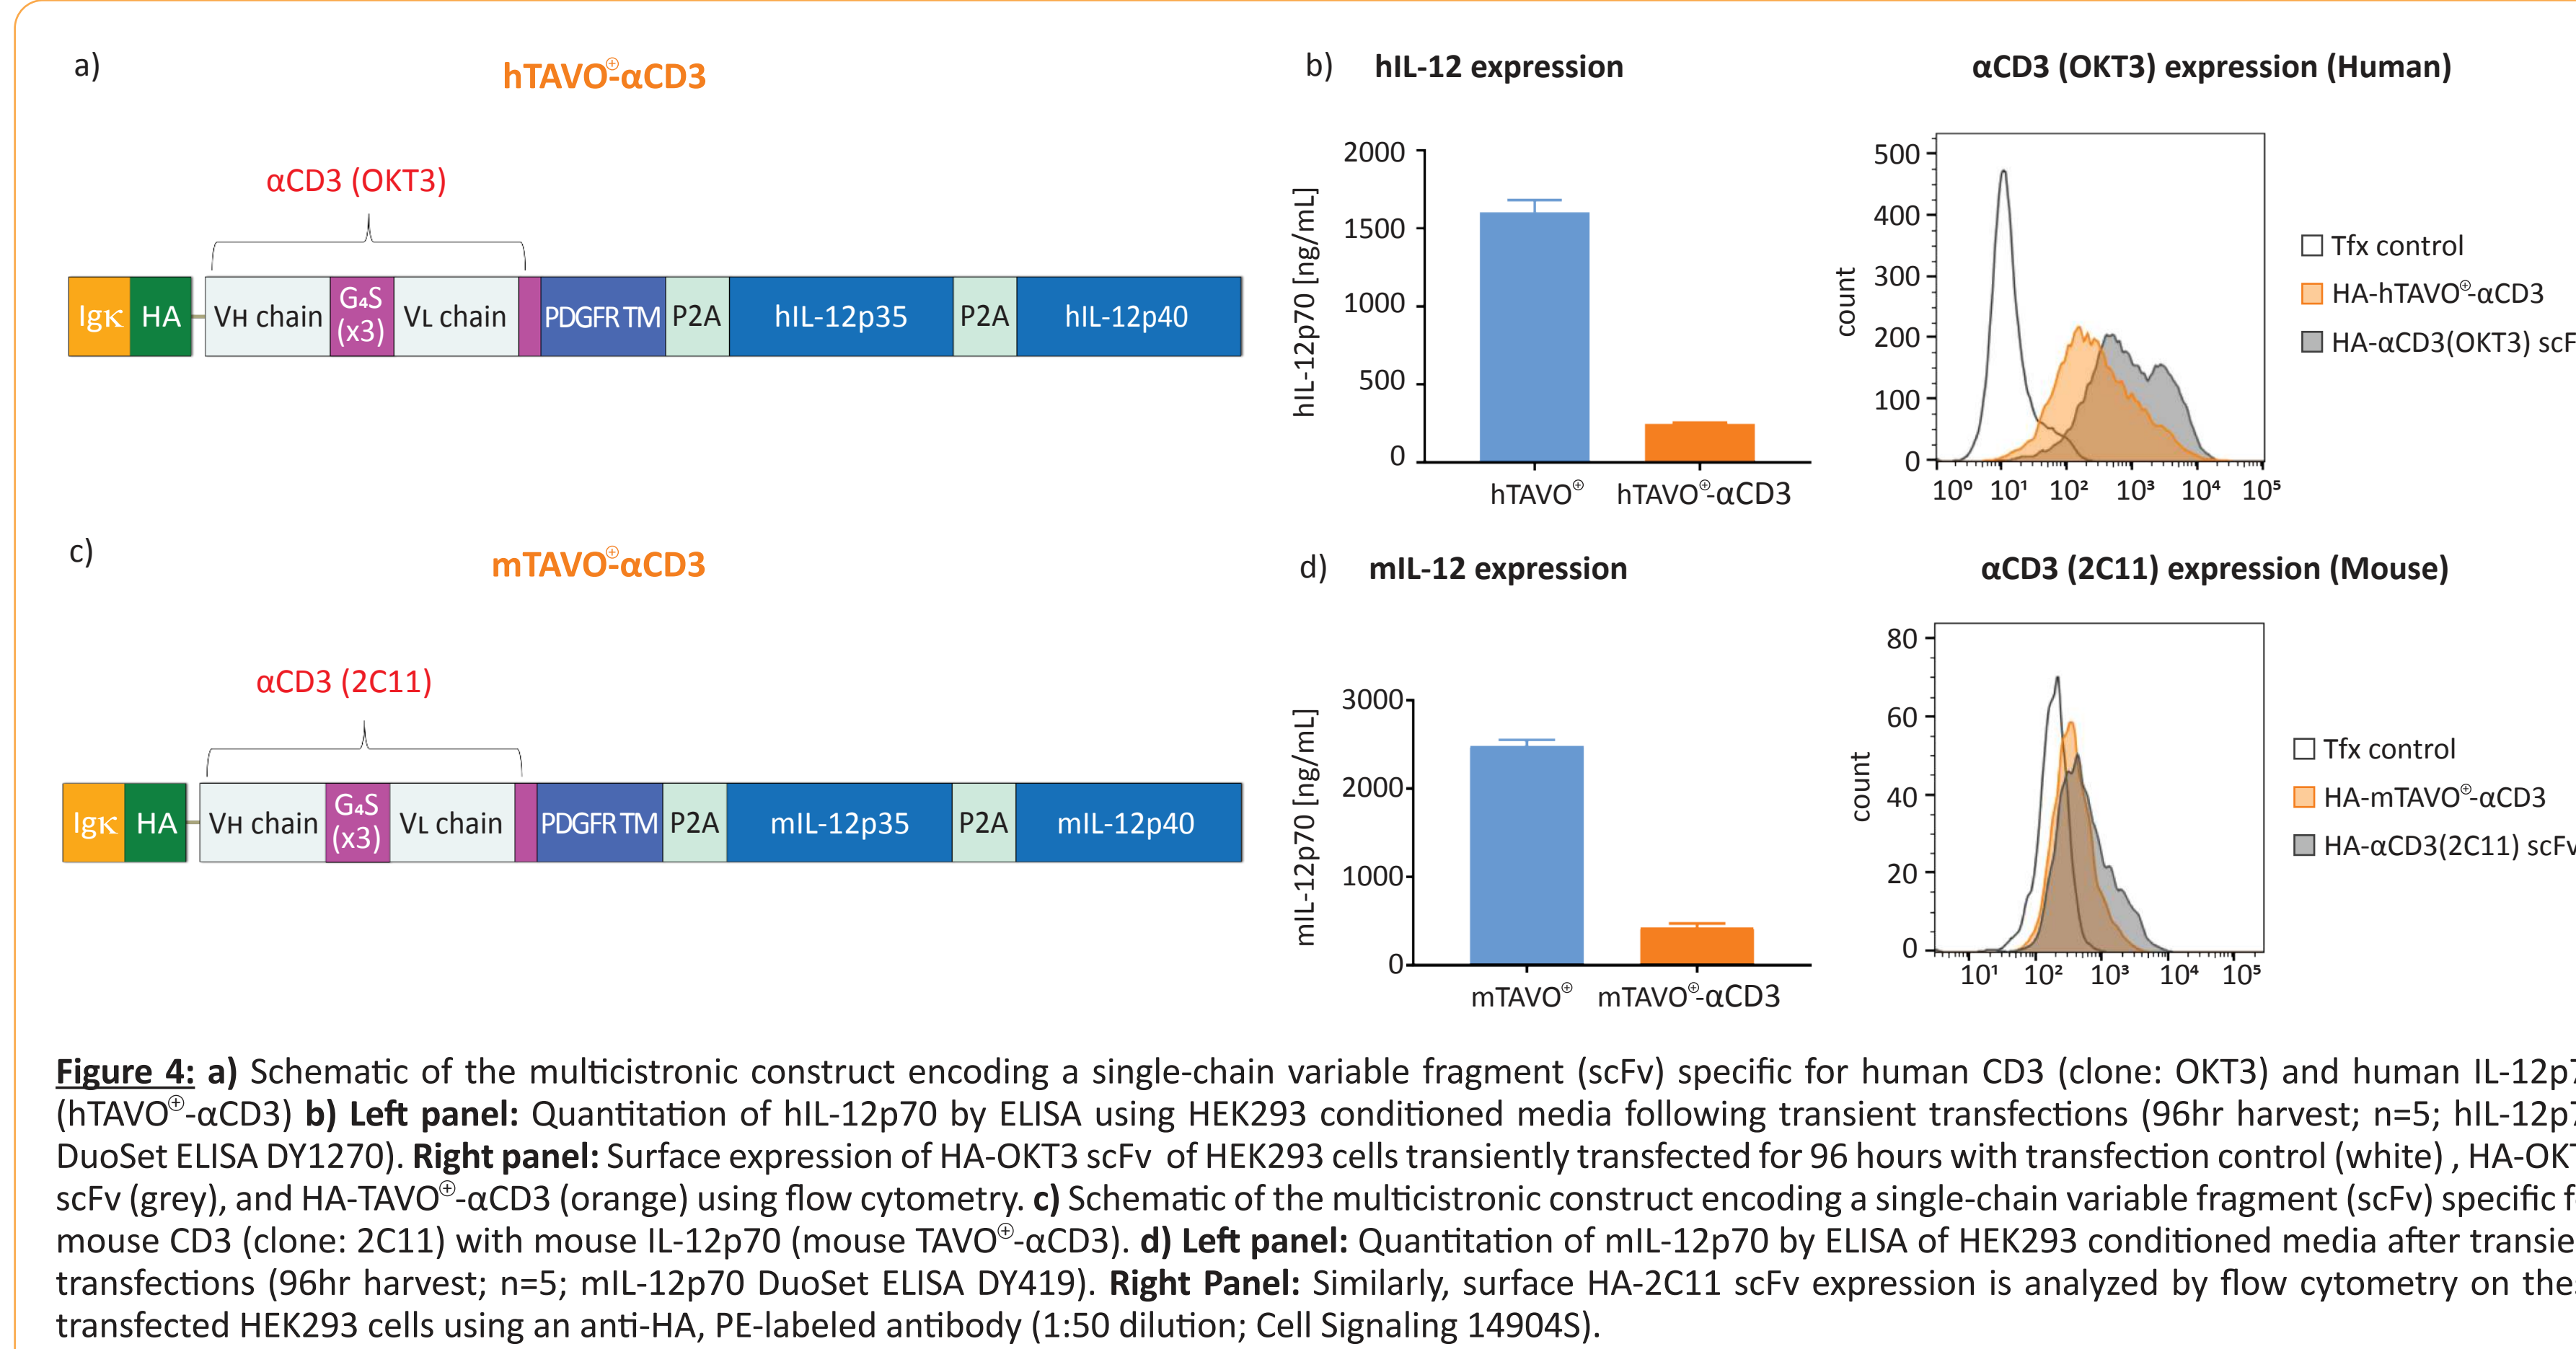 a)
hTAVO⊕-αCD3
αCD3 (OKT3)
Igκ HA VH chain G₄S (x3) VL chain PDGFR TM P2A hIL-12p35 P2A hIL-12p40
b) hIL-12 expression
hIL-12p70 [ng/mL]
2000
1500
1000
500
0
hTAVO⊕ hTAVO⊕-αCD3
αCD3 (OKT3) expression (Human)
count
500
400
300
200
100
0
10⁰ 10¹ 10² 10³ 10⁴ 10⁵
Tfx control
HA-hTAVO⊕-αCD3
HA-αCD3(OKT3) scF
c)
mTAVO⊕-αCD3
αCD3 (2C11)
Igκ HA VH chain G₄S (x3) VL chain PDGFR TM P2A mIL-12p35 P2A mIL-12p40
d) mIL-12 expression
mIL-12p70 [ng/mL]
3000
2000
1000
0
mTAVO⊕ mTAVO⊕-αCD3
αCD3 (2C11) expression (Mouse)
count
80
60
40
20
0
10¹ 10² 10³ 10⁴ 10⁵
Tfx control
HA-mTAVO⊕-αCD3
HA-αCD3(2C11) scFv
Figure 4: a) Schematic of the multicistronic construct encoding a single-chain variable fragment (scFv) specific for human CD3 (clone: OKT3) and human IL-12p7
(hTAVO⊕-αCD3) b) Left panel: Quantitation of hIL-12p70 by ELISA using HEK293 conditioned media following transient transfections (96hr harvest; n=5; hIL-12p7
DuoSet ELISA DY1270). Right panel: Surface expression of HA-OKT3 scFv of HEK293 cells transiently transfected for 96 hours with transfection control (white) , HA-OKT
scFv (grey), and HA-TAVO⊕-αCD3 (orange) using flow cytometry. c) Schematic of the multicistronic construct encoding a single-chain variable fragment (scFv) specific f
mouse CD3 (clone: 2C11) with mouse IL-12p70 (mouse TAVO⊕-αCD3). d) Left panel: Quantitation of mIL-12p70 by ELISA of HEK293 conditioned media after transie
transfections (96hr harvest; n=5; mIL-12p70 DuoSet ELISA DY419). Right Panel: Similarly, surface HA-2C11 scFv expression is analyzed by flow cytometry on thes
transfected HEK293 cells using an anti-HA, PE-labeled antibody (1:50 dilution; Cell Signaling 14904S).